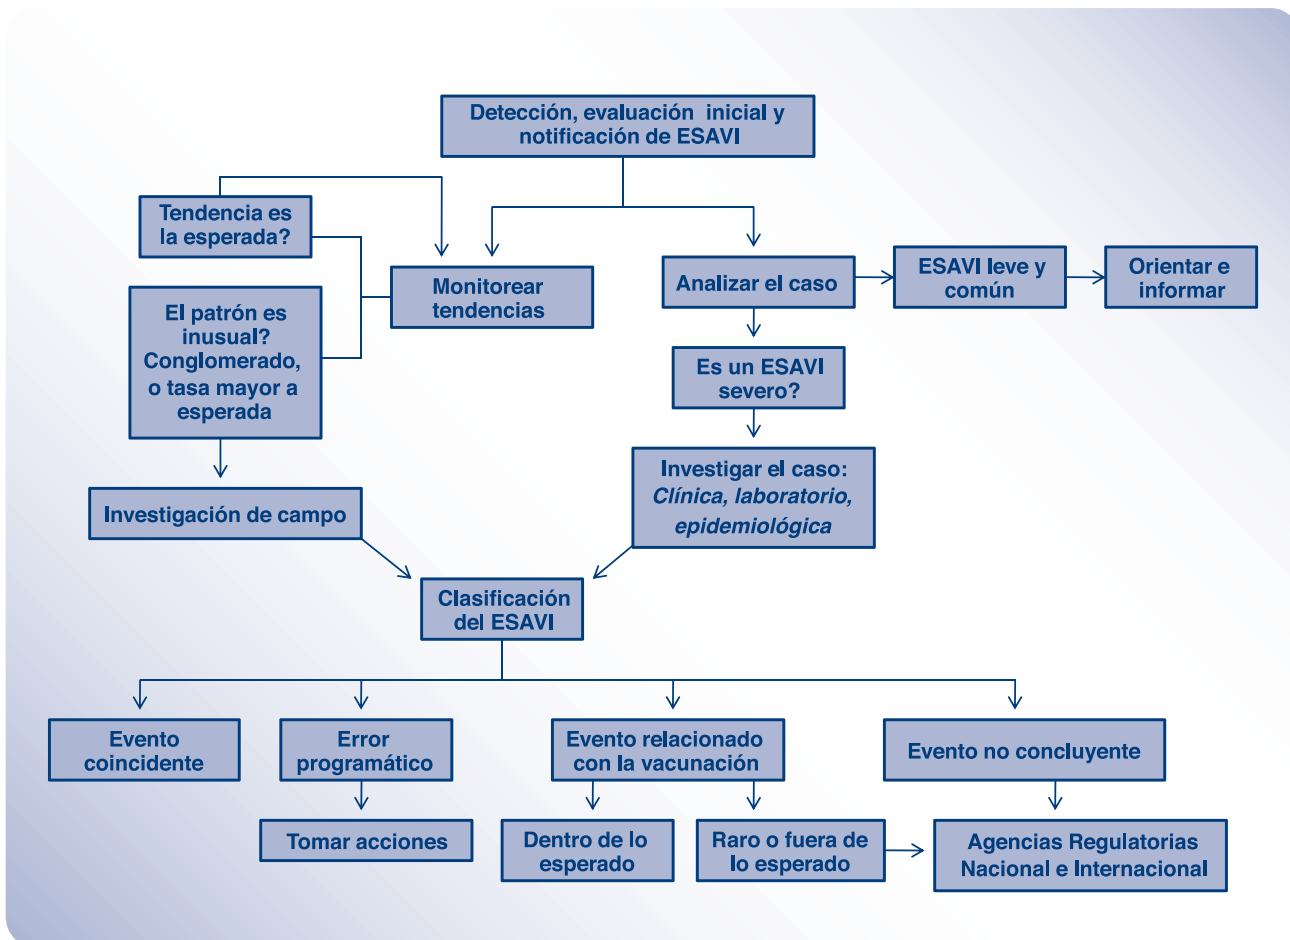 Detección, evaluación inicial y
notificación de ESAVI
Tendencia es
la esperada?
Monitorear
tendencias
Analizar el caso
ESAVI leve y
común
Orientar e
informar
El patrón es
inusual?
Conglomerado,
o tasa mayor a
esperada
Es un ESAVI
severo?
Investigación de campo
Investigar el caso:
Clínica, laboratorio,
epidemiológica
Clasificación
del ESAVI
Evento
coincidente
Error
programático
Evento relacionado
con la vacunación
Evento no concluyente
Tomar acciones
Dentro de lo
esperado
Raro o fuera de
lo esperado
Agencias Regulatorias
Nacional e Internacional